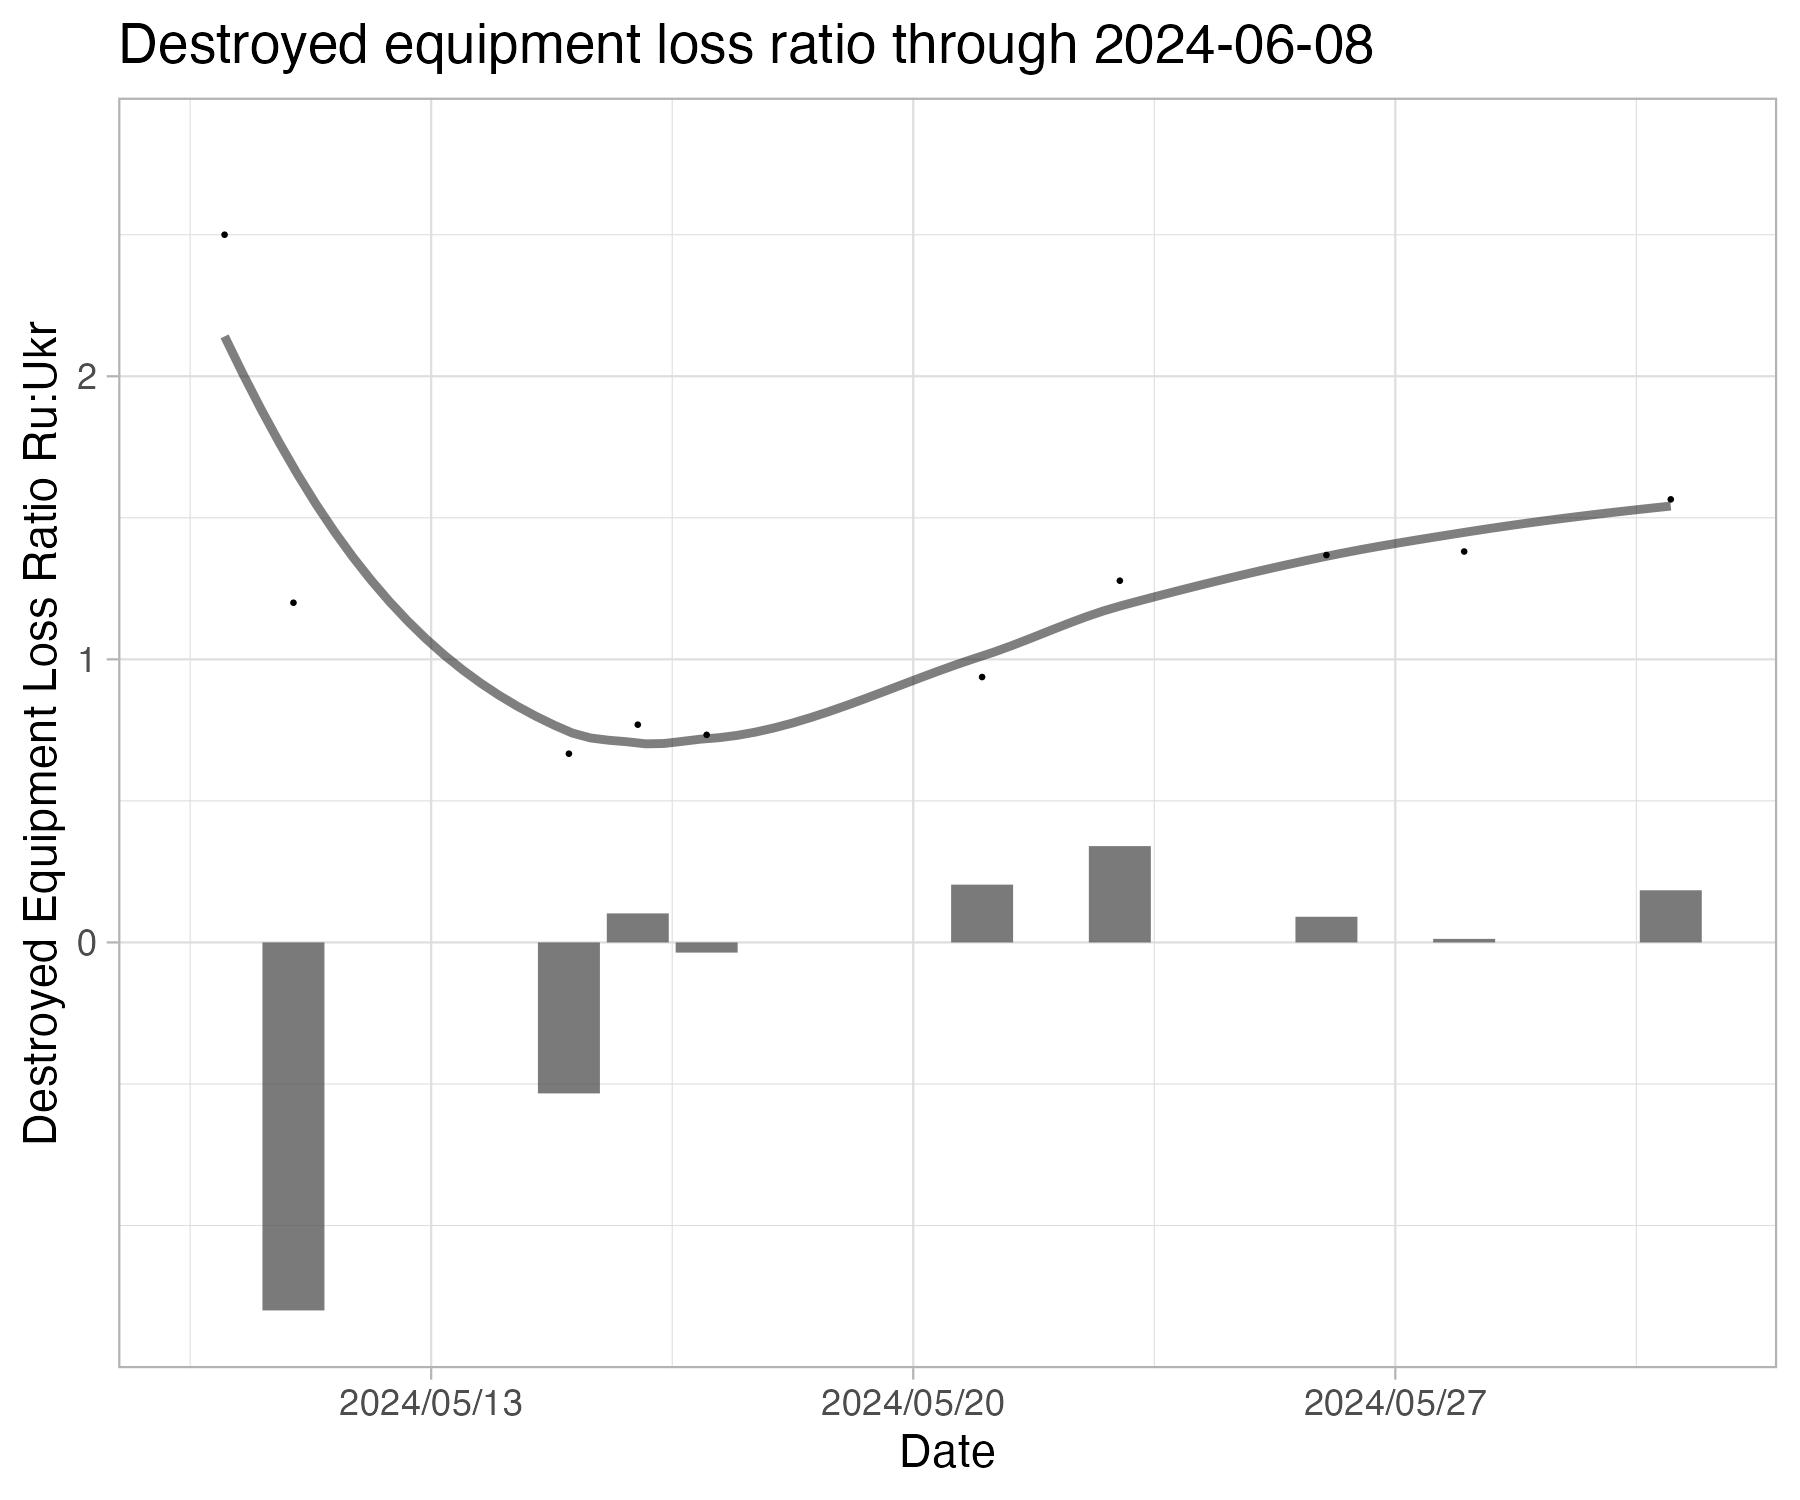 Destroyed equipment loss ratio through 2024-06-08
Destroyed Equipment Loss Ratio Ru:Ukr
2
1
0
2024/05/13 2024/05/20 2024/05/27
Date